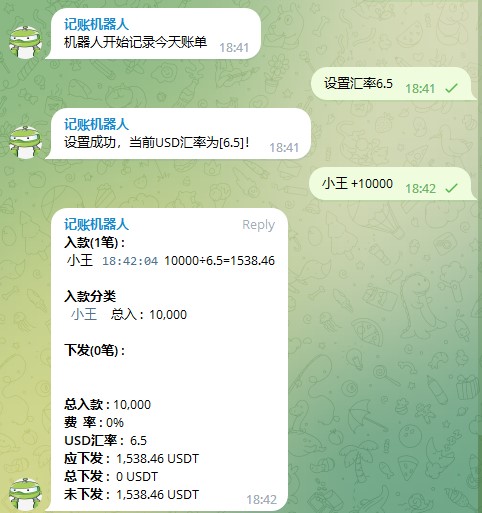 记账机器人
机器人开始记录今天账单 18:41
设置汇率6.5 18:41
记账机器人
设置成功，当前USD汇率为[6.5]！ 18:41
小王 +10000 18:42
记账机器人 Reply
入款(1笔)：
小王 18:42:04 10000÷6.5=1538.46
入款分类
小王 总入：10,000
下发(0笔)：
总入款：10,000
费 率：0%
USD汇率：6.5
应下发：1,538.46 USDT
总下发：0 USDT
未下发：1,538.46 USDT 18:42